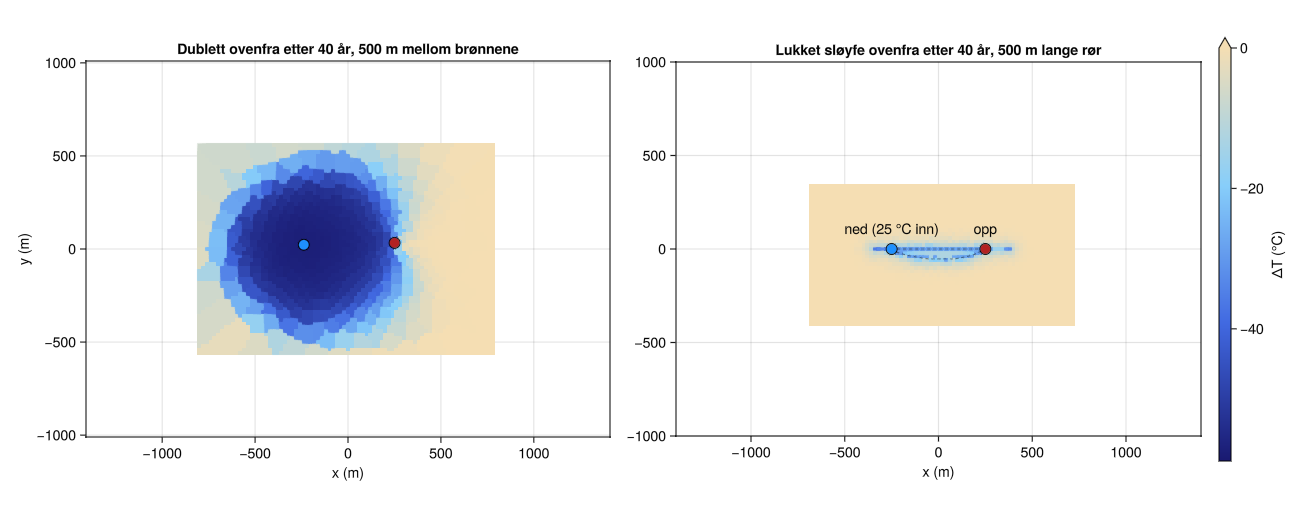 Dublett ovenfra etter 40 år, 500 m mellom brønnene
1000
500
0
−500
−1000
y (m)
−1000
−500
0
500
1000
x (m)
Lukket sløyfe ovenfra etter 40 år, 500 m lange rør
1000
500
0
−500
−1000
ned (25 °C inn)
opp
−1000
−500
0
500
1000
x (m)
0
−20
−40
ΔT (°C)